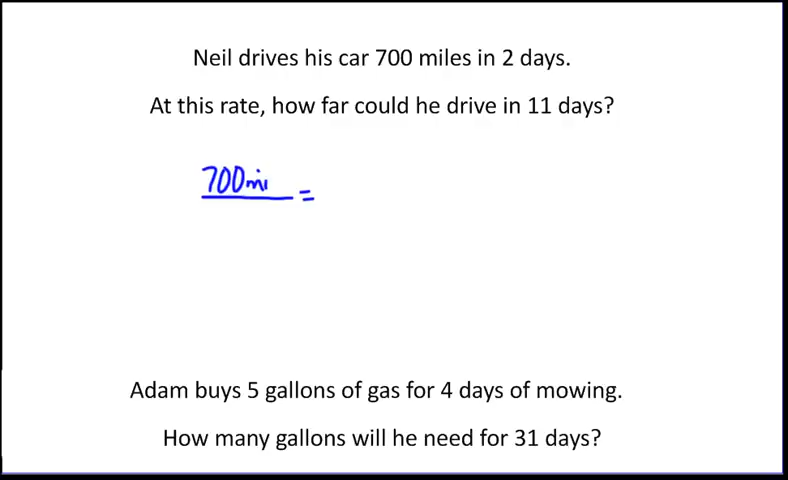 Neil drives his car 700 miles in 2 days.
At this rate, how far could he drive in 11 days?
700mi =
Adam buys 5 gallons of gas for 4 days of mowing.
How many gallons will he need for 31 days?